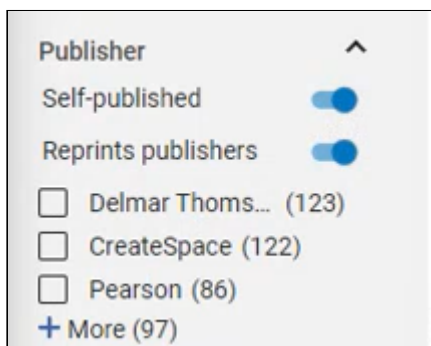 Publisher
Self-published
Reprints publishers
Delmar Thoms... (123)
CreateSpace (122)
Pearson (86)
+ More (97)